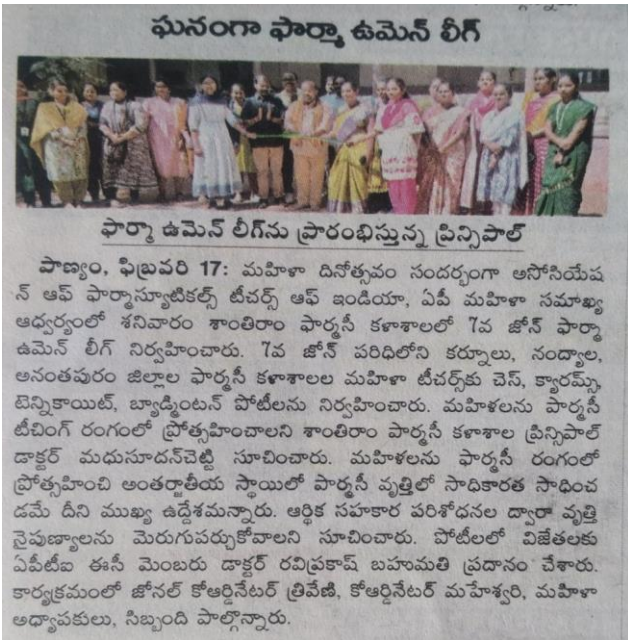 ఘనంగా ఫార్మా ఉమెన్ లీగ్
ఫార్మా ఉమెన్ లీగ్‌ను ప్రారంభిస్తున్న ప్రిన్సిపాల్
పాణ్యం, ఫిబ్రవరి 17: మహిళా దినోత్సవం సందర్భంగా అసోసియేష
న్ ఆఫ్ ఫార్మాస్యూటికల్స్ టీచర్స్ ఆఫ్ ఇండియా, ఏపీ మహిళా సమాఖ్య
ఆధ్వర్యంలో శనివారం శాంతిరాం ఫార్మసీ కళాశాలలో 7వ జోన్ ఫార్మా
ఉమెన్ లీగ్ నిర్వహించారు. 7వ జోన్ పరిధిలోని కర్నూలు, నంద్యాల,
అనంతపురం జిల్లాల ఫార్మసీ కళాశాలల మహిళా టీచర్స్‌కు చెస్, క్యారమ్స్,
టెన్నికాయిట్, బ్యాడ్మింటన్ పోటీలను నిర్వహించారు. మహిళలను ఫార్మసీ
టీచింగ్ రంగంలో ప్రోత్సహించాలని శాంతిరాం ఫార్మసీ కళాశాల ప్రిన్సిపాల్
డాక్టర్ మధుసూదన్‌చెట్టి సూచించారు. మహిళలను ఫార్మసీ రంగంలో
ప్రోత్సహించి అంతర్జాతీయ స్థాయిలో ఫార్మసీ వృత్తిలో సాధికారత సాధించ
డమే దీని ముఖ్య ఉద్దేశమన్నారు. ఆర్థిక సహకార పరిశోధనల ద్వారా వృత్తి
నైపుణ్యాలను మెరుగుపర్చుకోవాలని సూచించారు. పోటీలలో విజేతలకు
ఏపీటీఐ ఈసీ మెంబరు డాక్టర్ రవిప్రకాష్ బహుమతి ప్రదానం చేశారు.
కార్యక్రమంలో జోనల్ కోఆర్డినేటర్ త్రివేణి, కోఆర్డినేటర్ మహేశ్వరి, మహిళా
అధ్యాపకులు, సిబ్బంది పాల్గొన్నారు.